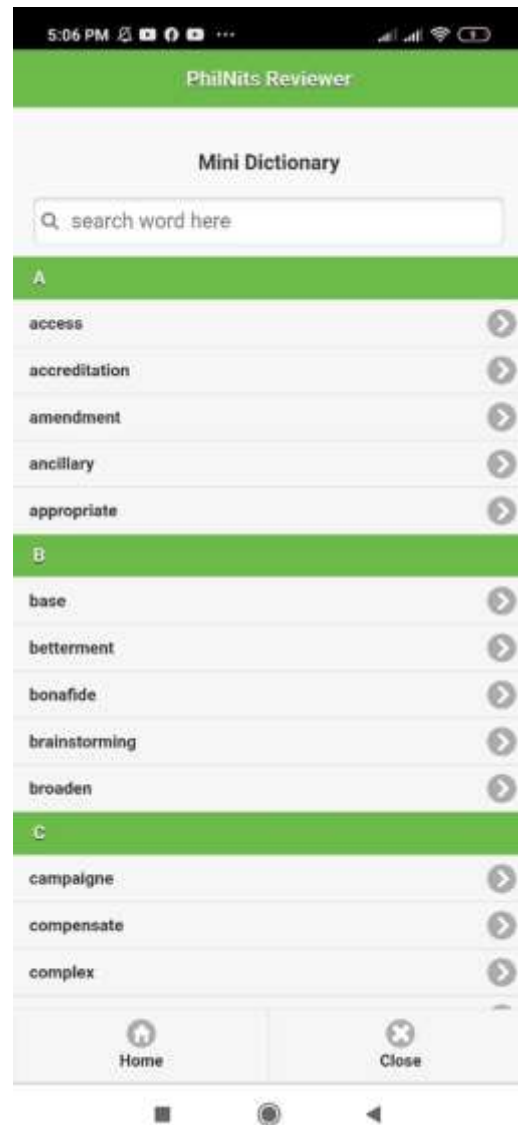 5:06 PM
PhilNits Reviewer
Mini Dictionary
search word here
A
access
accreditation
amendment
ancillary
appropriate
B
base
betterment
bonafide
brainstorming
broaden
C
campaigne
compensate
complex
Home
Close